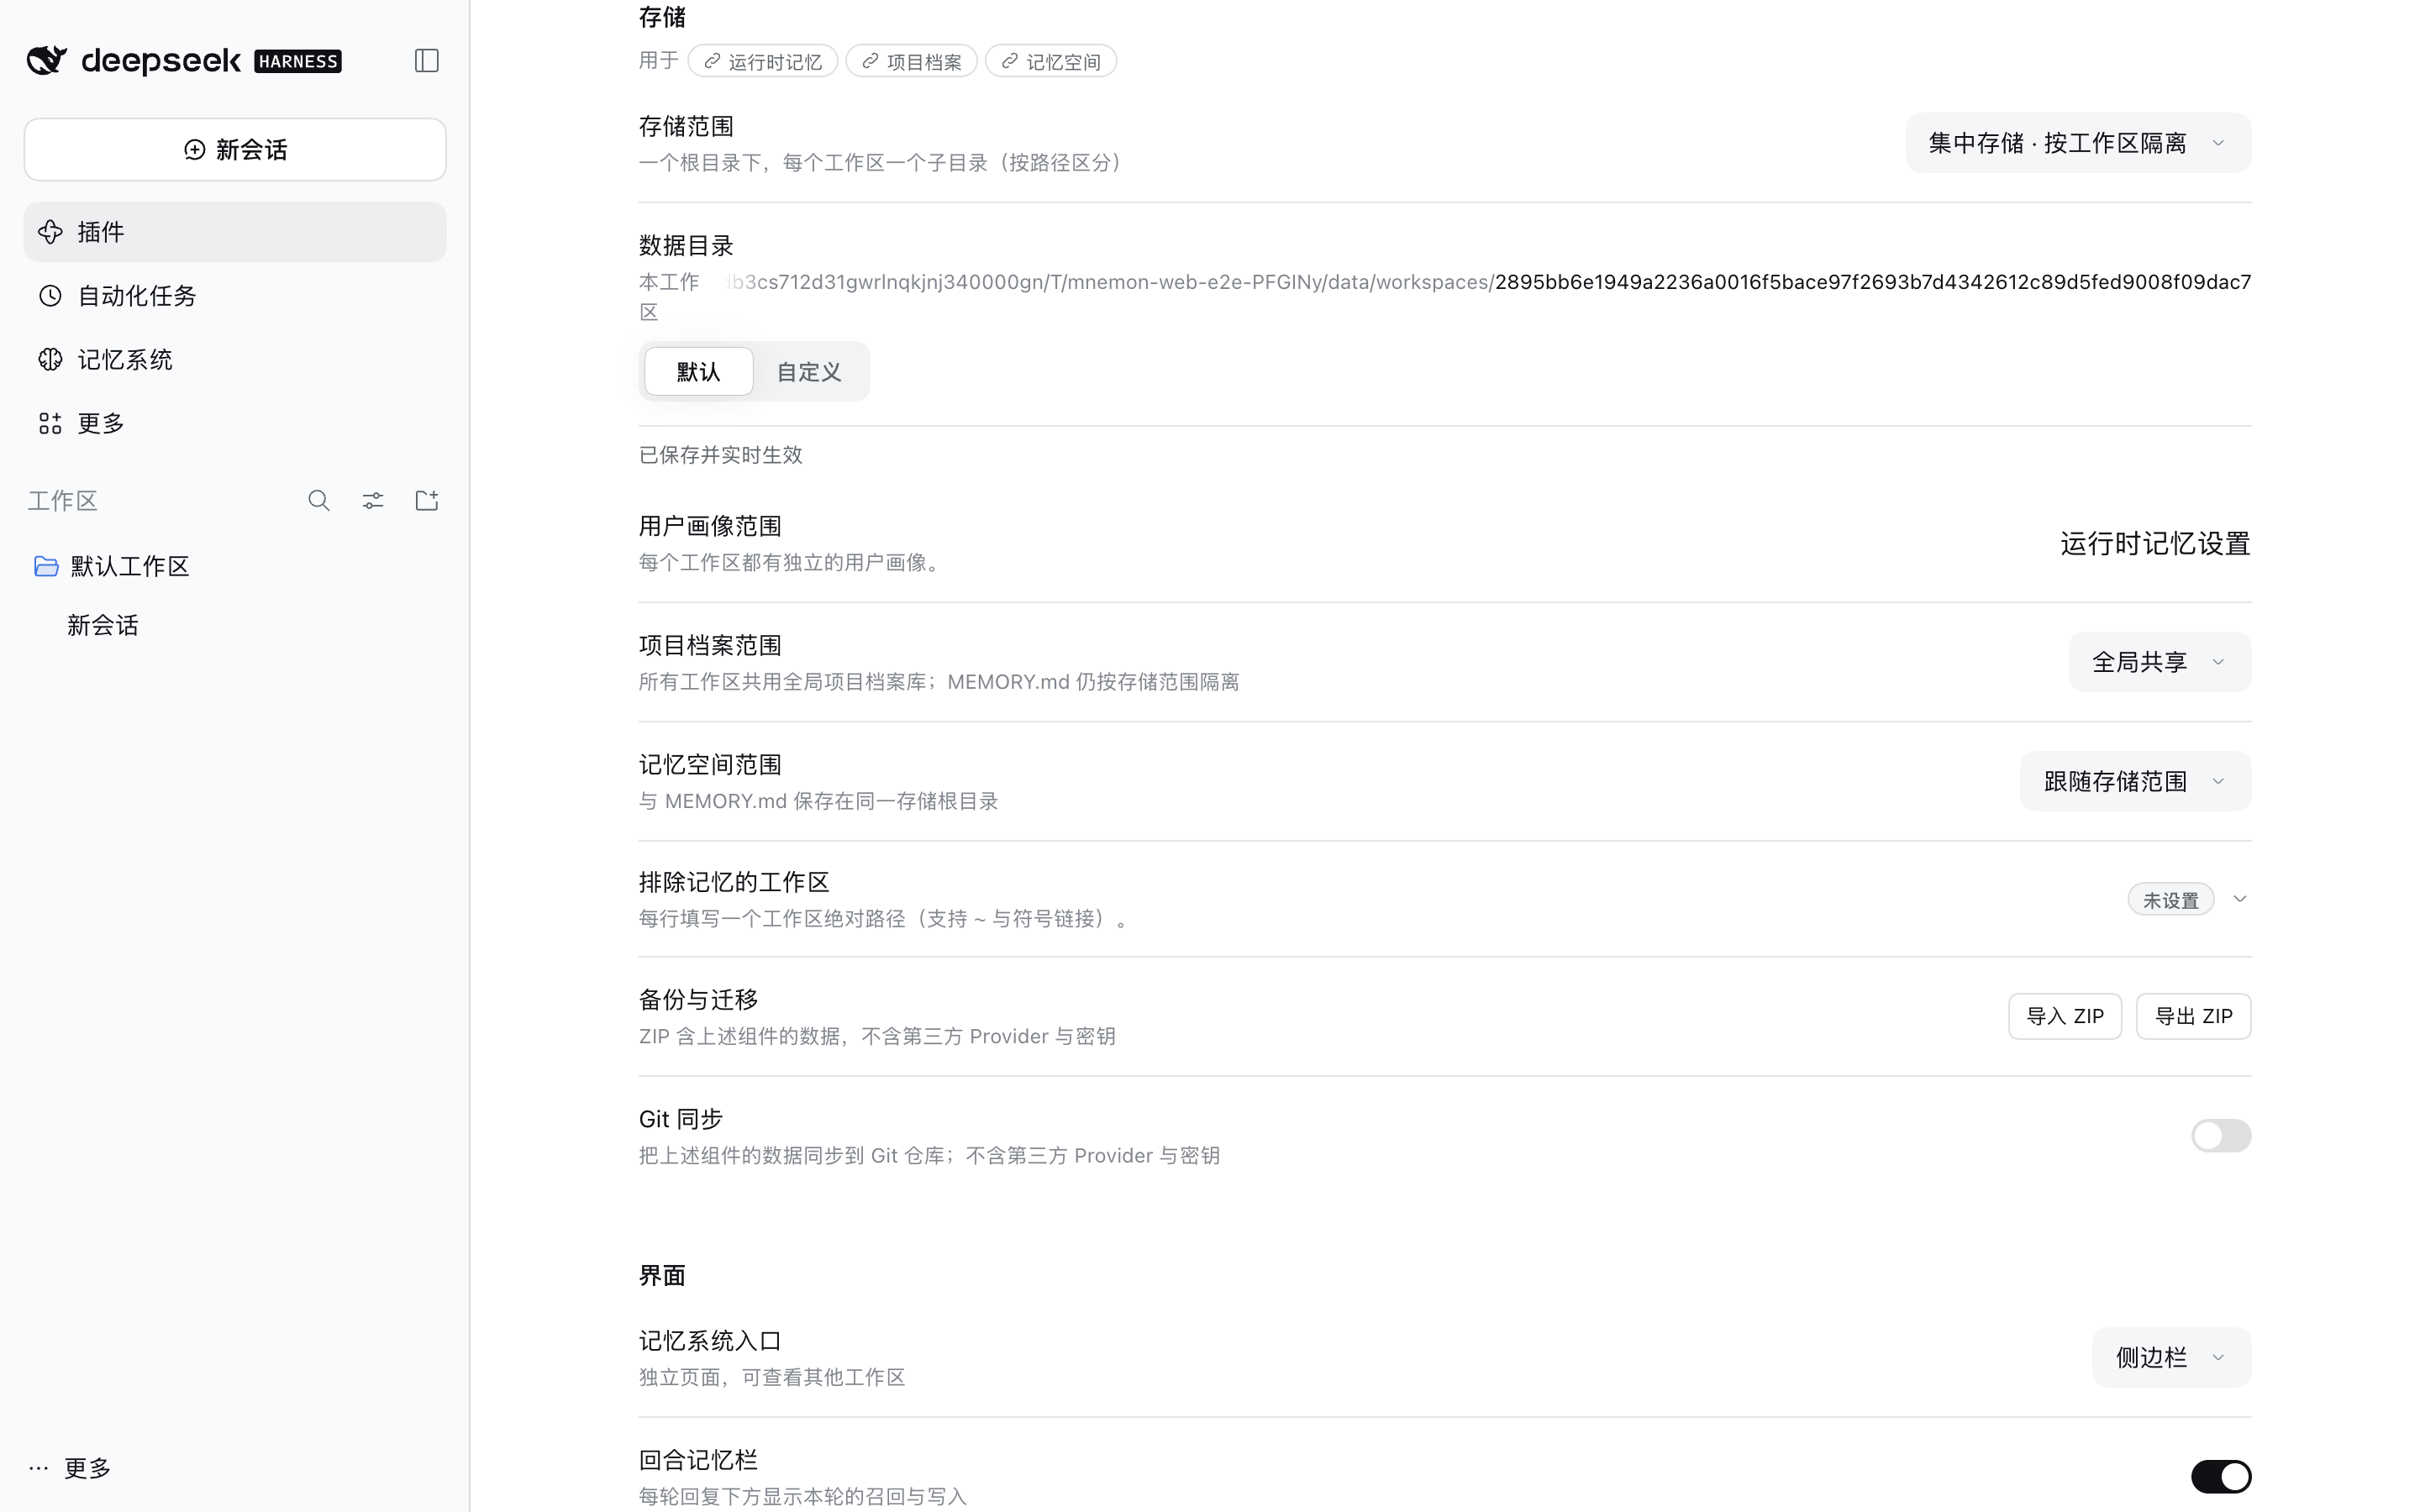 deepseek HARNESS
新会话
插件
自动化任务
记忆系统
更多
工作区
默认工作区
新会话
更多
存储
用于 运行时记忆 项目档案 记忆空间
存储范围
一个根目录下，每个工作区一个子目录（按路径区分）
集中存储 · 按工作区隔离
数据目录
本工作区
b3cs712d31gwrlnqkjnj340000gn/T/mnemon-web-e2e-PFGINy/data/workspaces/2895bb6e1949a2236a0016f5bace97f2693b7d4342612c89d5fed9008f09dac7
默认 自定义
已保存并实时生效
用户画像范围
每个工作区都有独立的用户画像。
运行时记忆设置
项目档案范围
所有工作区共用全局项目档案库；MEMORY.md 仍按存储范围隔离
全局共享
记忆空间范围
与 MEMORY.md 保存在同一存储根目录
跟随存储范围
排除记忆的工作区
每行填写一个工作区绝对路径（支持 ~ 与符号链接）。
未设置
备份与迁移
ZIP 含上述组件的数据，不含第三方 Provider 与密钥
导入 ZIP 导出 ZIP
Git 同步
把上述组件的数据同步到 Git 仓库；不含第三方 Provider 与密钥
界面
记忆系统入口
独立页面，可查看其他工作区
侧边栏
回合记忆栏
每轮回复下方显示本轮的召回与写入